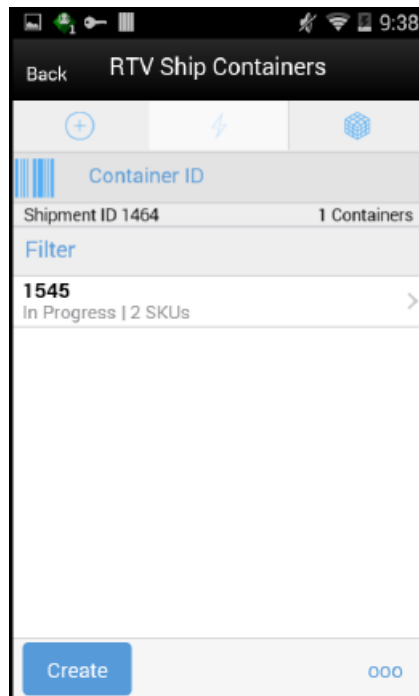 1 9:38
Back RTV Ship Containers
Container ID
Shipment ID 1464 1 Containers
Filter
1545
In Progress | 2 SKUs
Create